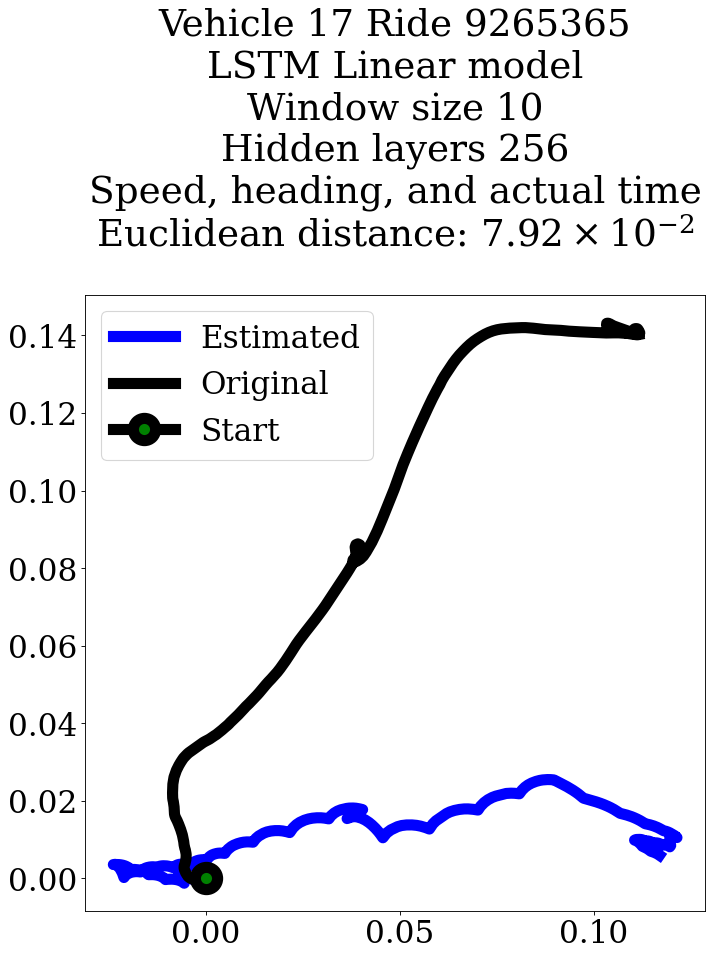 Vehicle 17 Ride 9265365
LSTM Linear model
Window size 10
Hidden layers 256
Speed, heading, and actual time
Euclidean distance: 7.92 × 10⁻²
Estimated
Original
Start
0.14
0.12
0.10
0.08
0.06
0.04
0.02
0.00
0.00 0.05 0.10